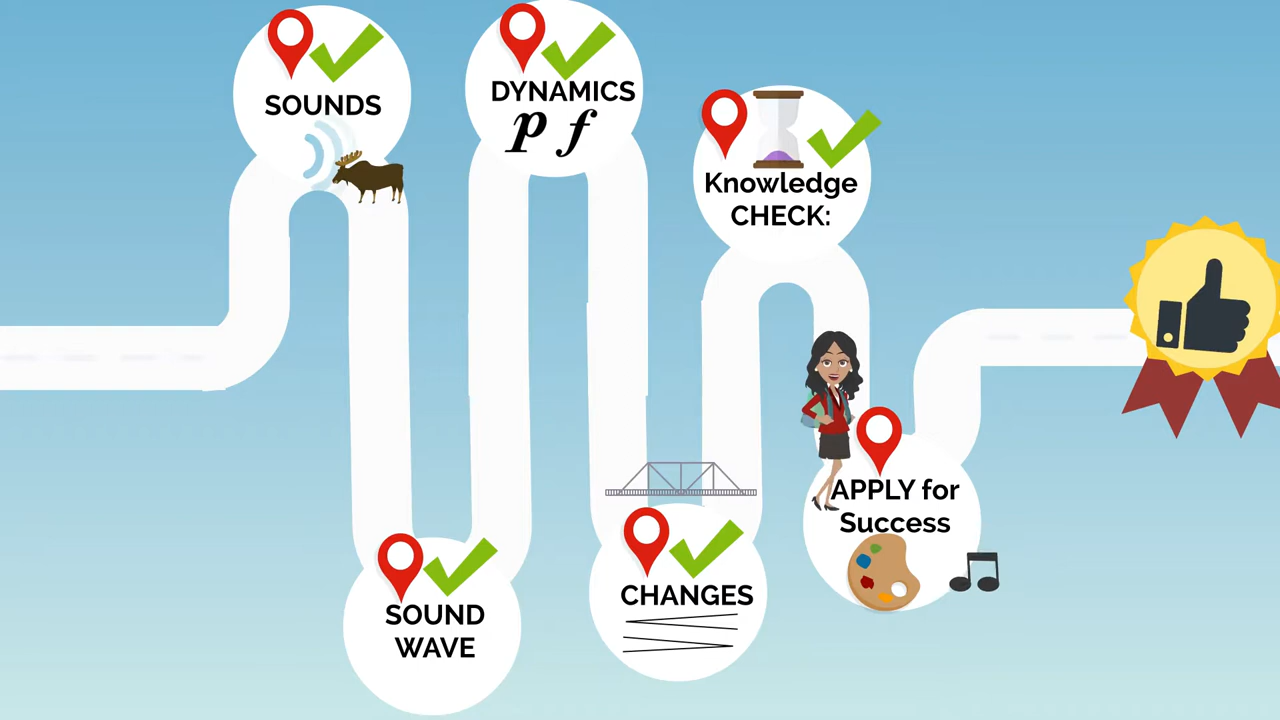 SOUNDS
SOUND
WAVE
DYNAMICS
p f
CHANGES
Knowledge
CHECK:
APPLY for
Success